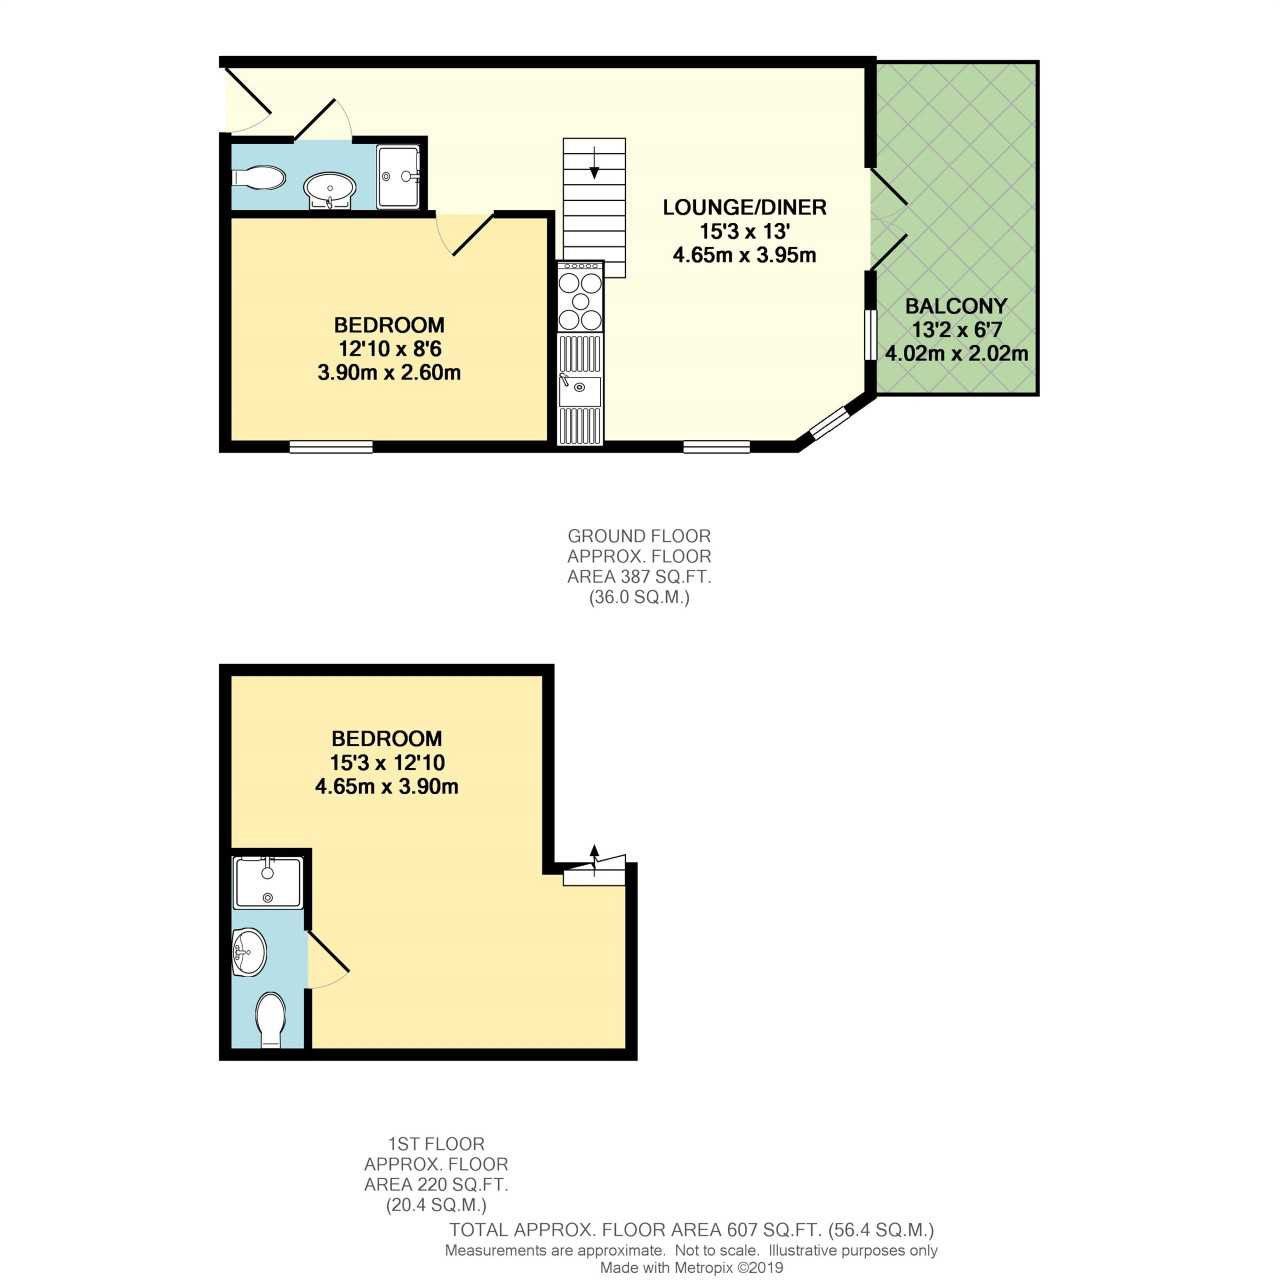 LOUNGE/DINER
15'3 x 13'
4.65m x 3.95m
BALCONY
13'2 x 6'7
4.02m x 2.02m
BEDROOM
12'10 x 8'6
3.90m x 2.60m
GROUND FLOOR
APPROX. FLOOR
AREA 387 SQ.FT.
(36.0 SQ.M.)
BEDROOM
15'3 x 12'10
4.65m x 3.90m
1ST FLOOR
APPROX. FLOOR
AREA 220 SQ.FT.
(20.4 SQ.M.)
TOTAL APPROX. FLOOR AREA 607 SQ.FT. (56.4 SQ.M.)
Measurements are approximate. Not to scale. Illustrative purposes only
Made with Metropix ©2019